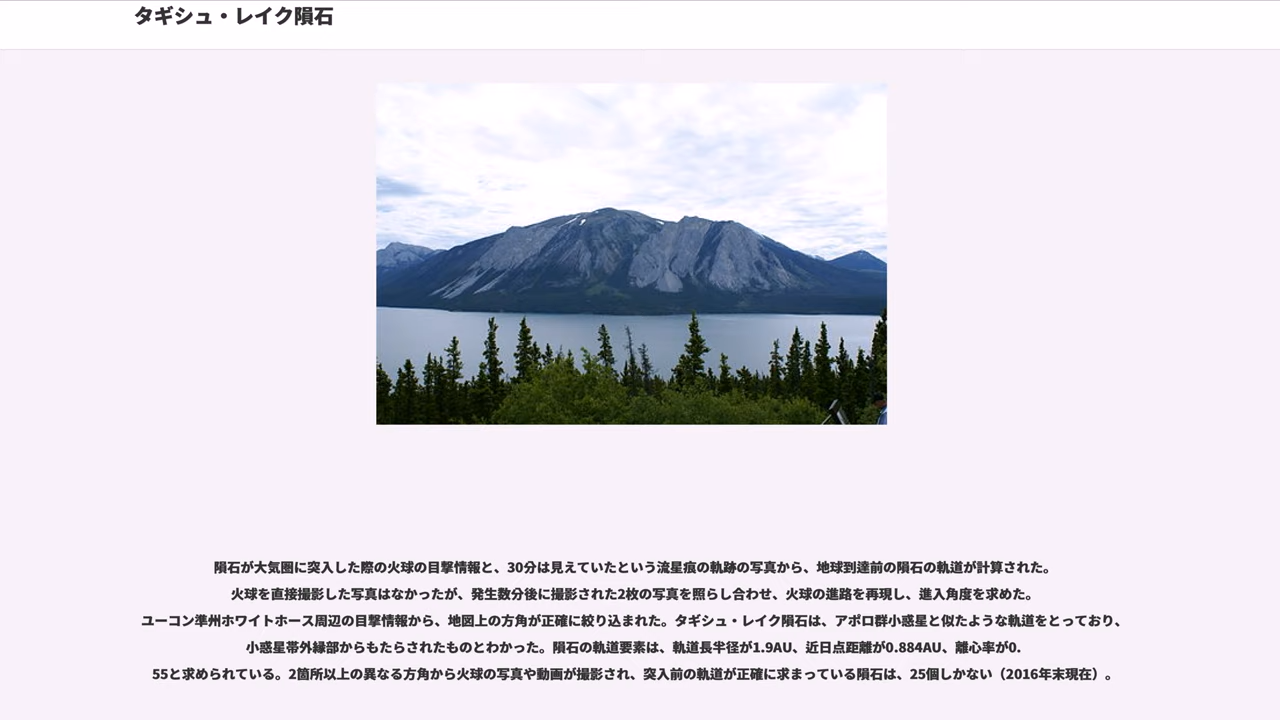 タギシュ・レイク隕石
隕石が大気圏に突入した際の火球の目撃情報と、30分は見えていたという流星痕の軌跡の写真から、地球到達前の隕石の軌道が計算された。
火球を直接撮影した写真はなかったが、発生数分後に撮影された2枚の写真を照らし合わせ、火球の進路を再現し、進入角度を求めた。
ユーコン準州ホワイトホース周辺の目撃情報から、地図上の方角が正確に絞り込まれた。タギシュ・レイク隕石は、アポロ群小惑星と似たような軌道をとっており、
小惑星帯外縁部からもたらされたものとわかった。隕石の軌道要素は、軌道長半径が1.9AU、近日点距離が0.884AU、離心率が0.
55と求められている。2箇所以上の異なる方角から火球の写真や動画が撮影され、突入前の軌道が正確に求まっている隕石は、25個しかない（2016年末現在）。